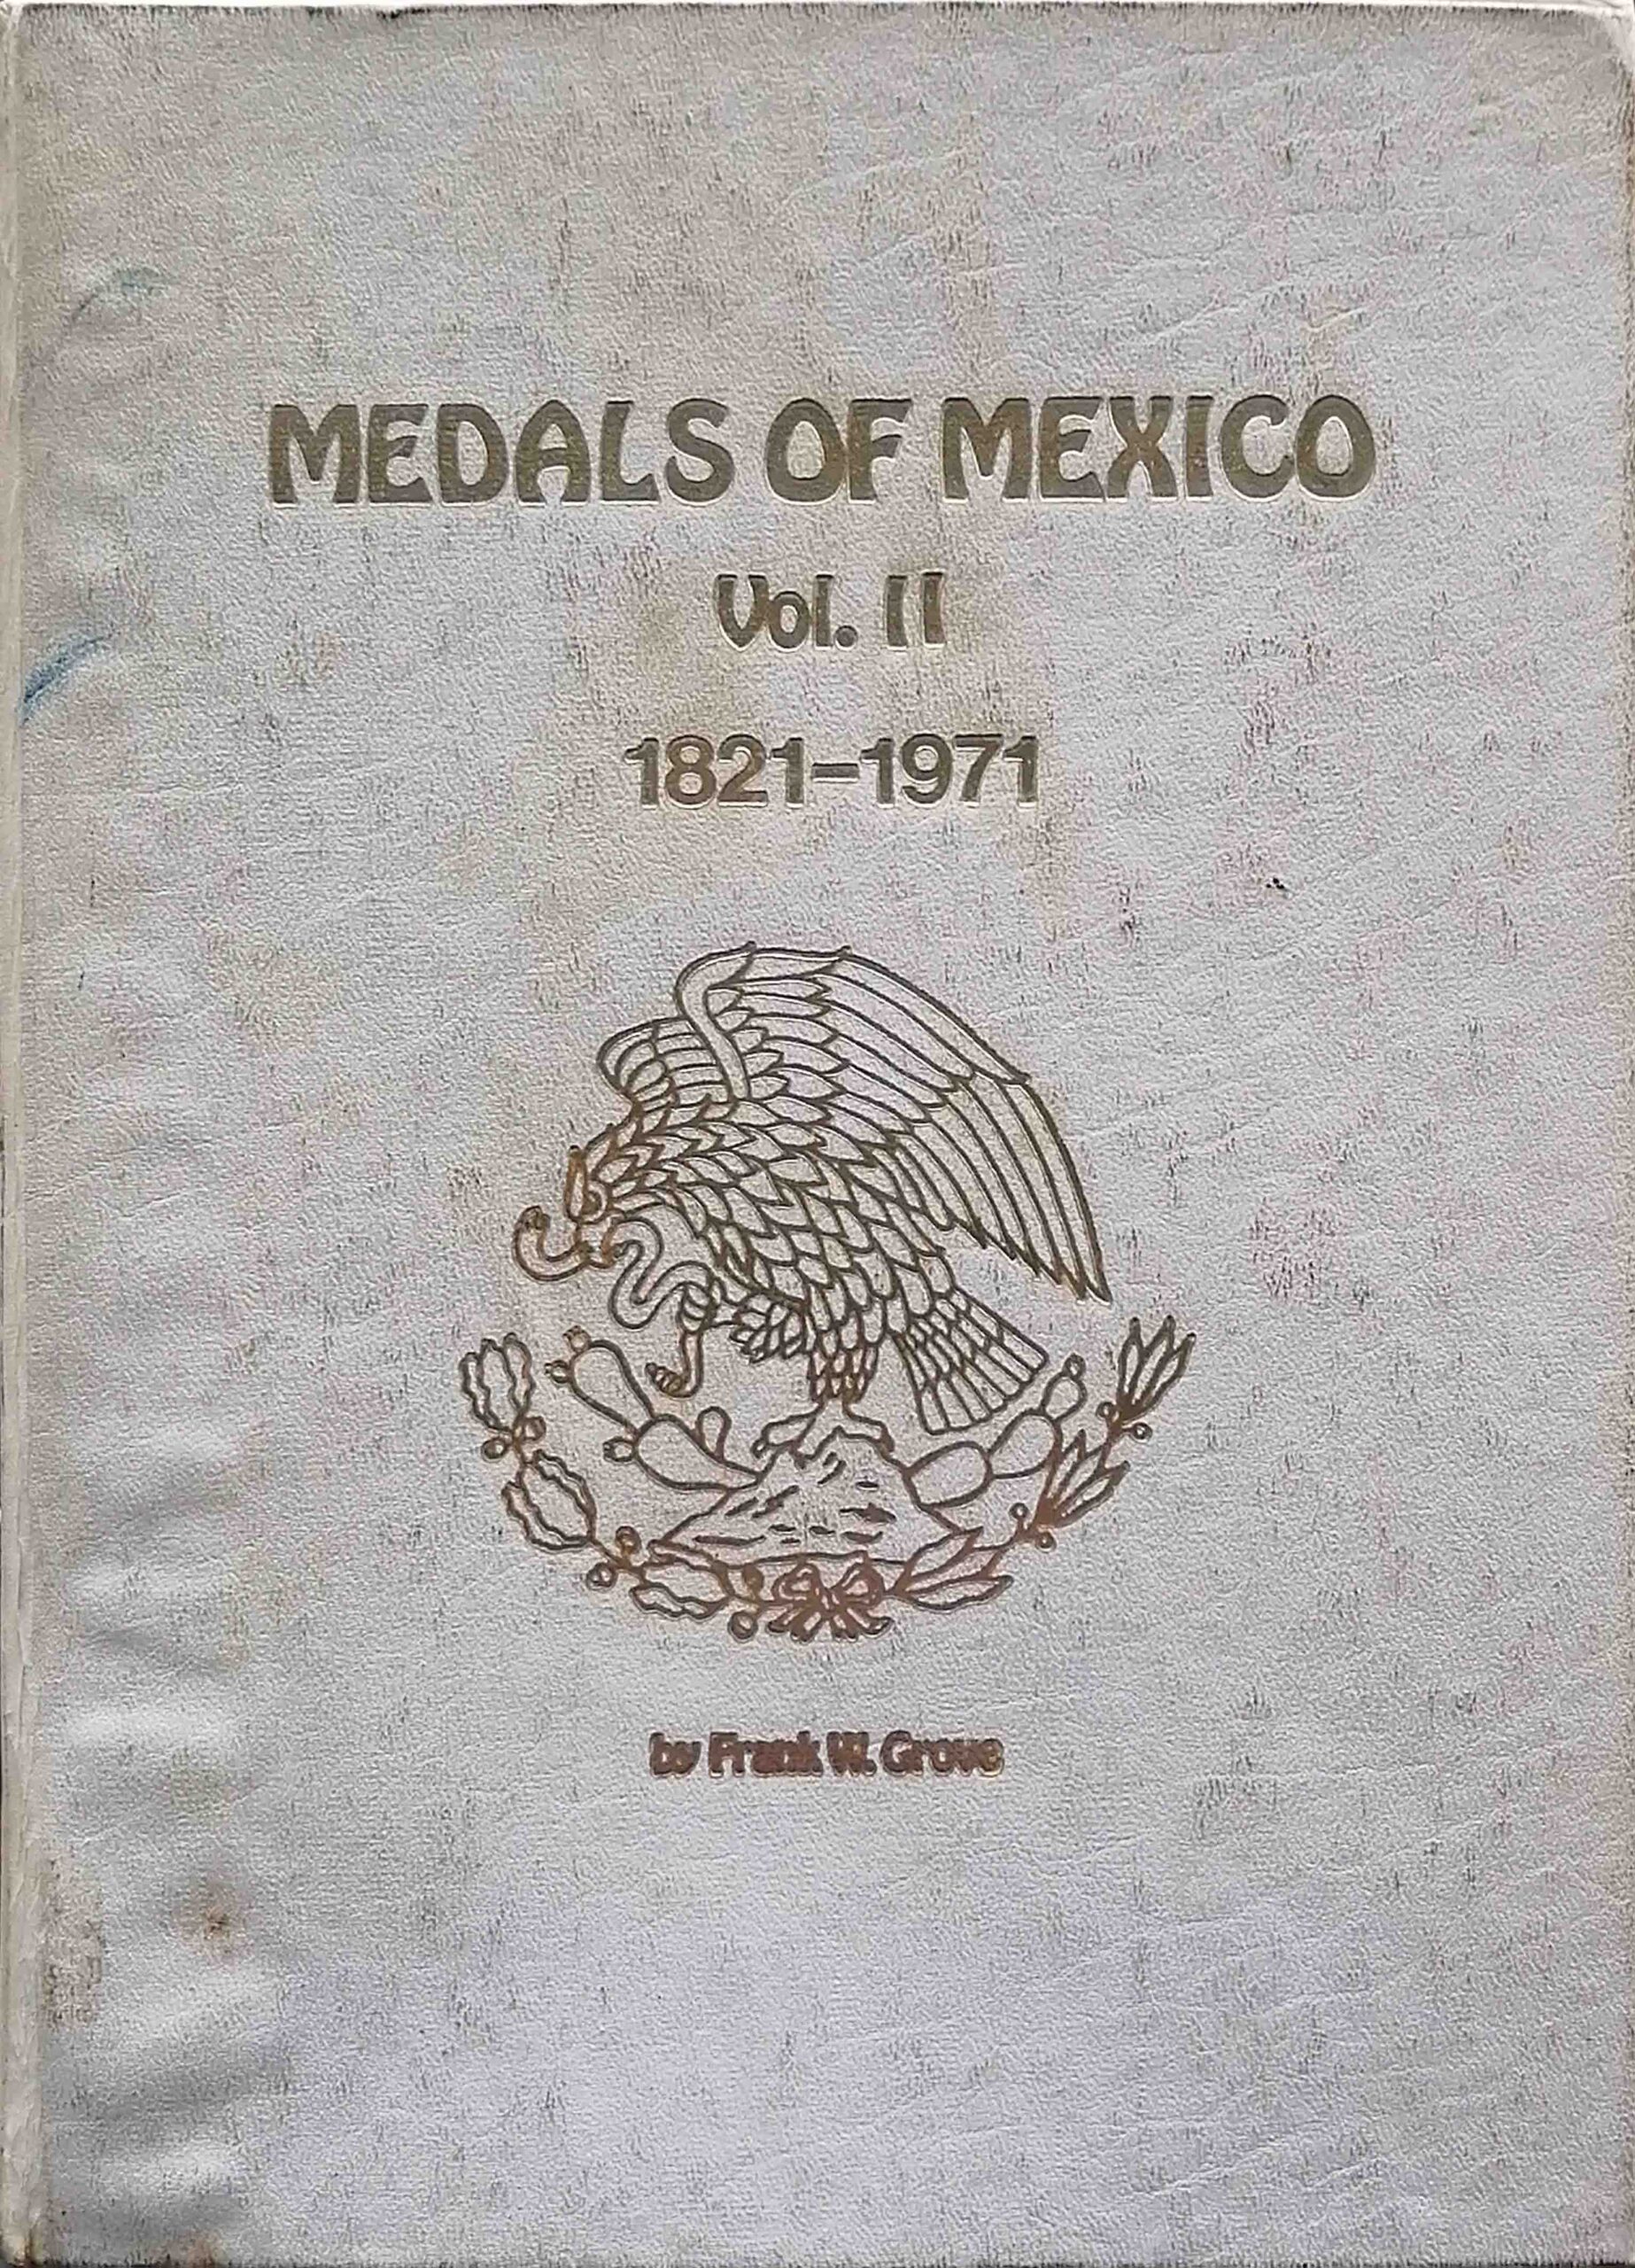 MEDALS OF MEXICO
Vol. II
1821-1971
by Frank W. Grove